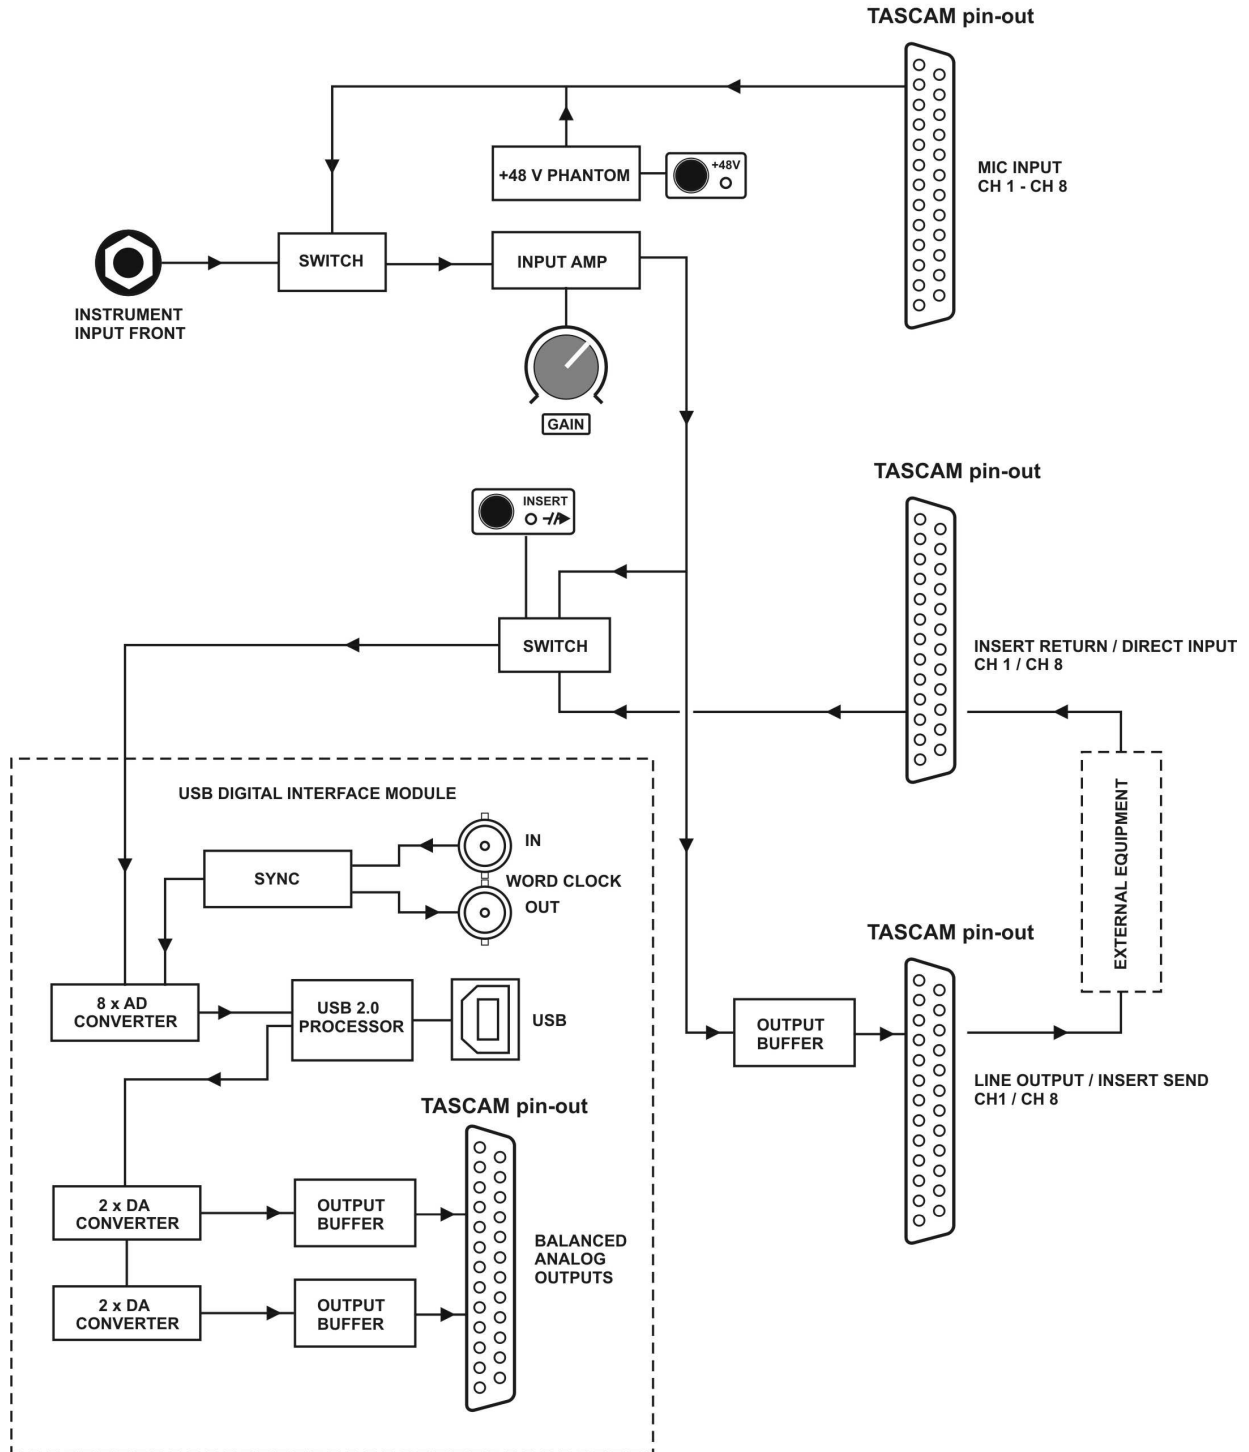 TASCAM pin-out
+48 V PHANTOM
+48V
MIC INPUT
CH 1 - CH 8
SWITCH
INPUT AMP
INSTRUMENT
INPUT FRONT
GAIN
TASCAM pin-out
INSERT
SWITCH
INSERT RETURN / DIRECT INPUT
CH 1 / CH 8
USB DIGITAL INTERFACE MODULE
IN
SYNC
WORD CLOCK
OUT
EXTERNAL EQUIPMENT
TASCAM pin-out
8 x AD
CONVERTER
USB 2.0
PROCESSOR
USB
OUTPUT
BUFFER
LINE OUTPUT / INSERT SEND
CH1 / CH 8
TASCAM pin-out
2 x DA
CONVERTER
OUTPUT
BUFFER
BALANCED
ANALOG
OUTPUTS
2 x DA
CONVERTER
OUTPUT
BUFFER